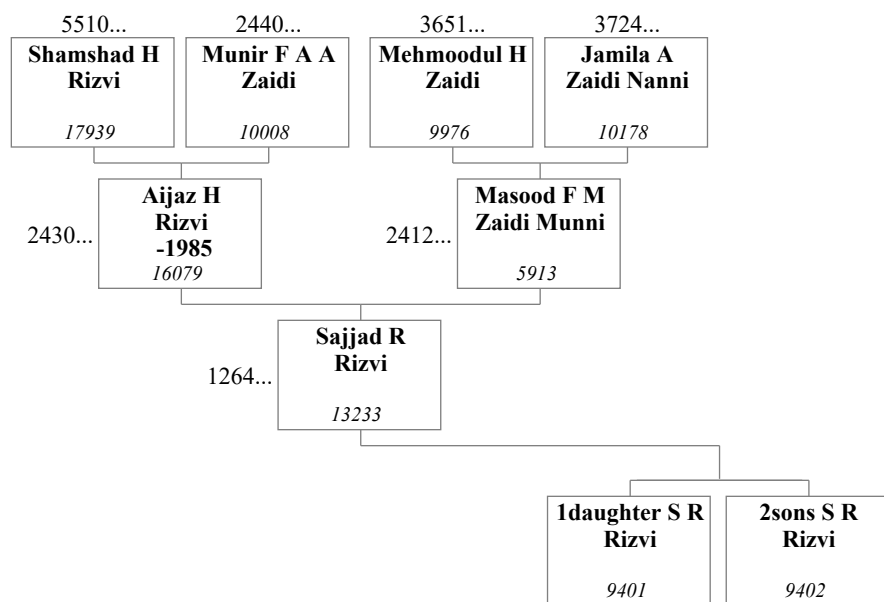 5510...
2440...
3651...
3724...
Shamshad H
Rizvi
17939
Munir F A A
Zaidi
10008
Mehmoodul H
Zaidi
9976
Jamila A
Zaidi Nanni
10178
2430...
Aijaz H
Rizvi
-1985
16079
2412...
Masood F M
Zaidi Munni
5913
1264...
Sajjad R
Rizvi
13233
1daughter S R
Rizvi
9401
2sons S R
Rizvi
9402